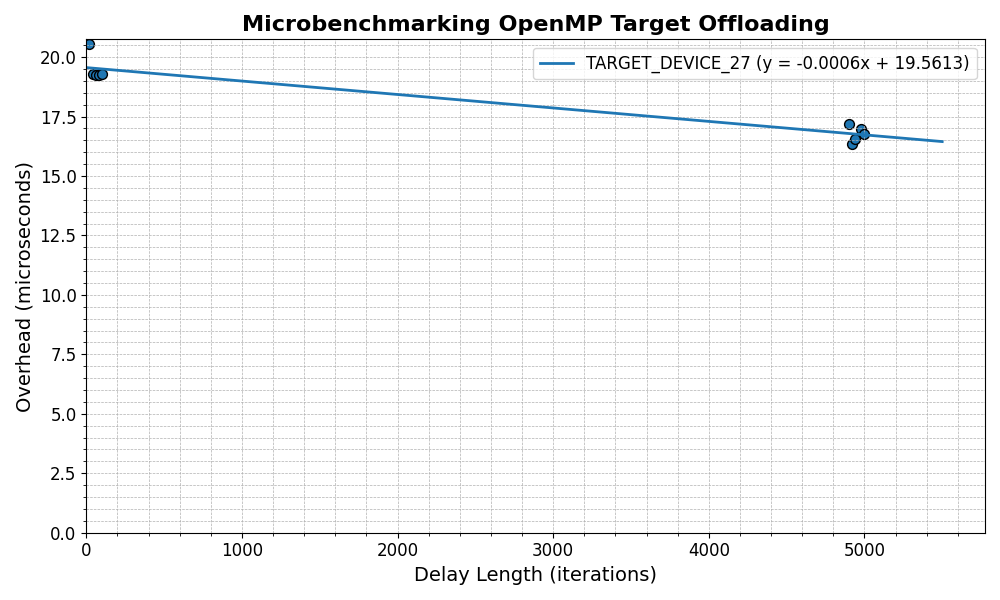 Microbenchmarking OpenMP Target Offloading
TARGET_DEVICE_27 (y = -0.0006x + 19.5613)
Overhead (microseconds)
20.0
17.5
15.0
12.5
10.0
7.5
5.0
2.5
0.0
0 1000 2000 3000 4000 5000
Delay Length (iterations)